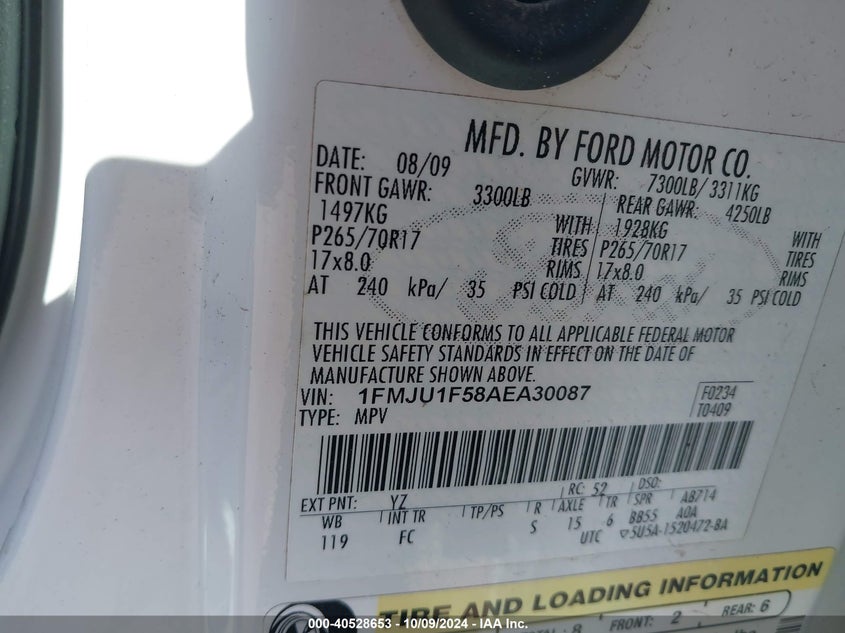 MFD. BY FORD MOTOR CO.
DATE: 08/09 GVWR: 7300LB/ 3311KG
FRONT GAWR: 3300LB REAR GAWR: 4250LB
1497KG WITH 1928KG WITH
P265/70R17 TIRES P265/70R17 TIRES
17x8.0 RIMS 17x8.0 RIMS
AT 240 kPa/ 35 PSI COLD AT 240 kPa/ 35 PSI COLD
THIS VEHICLE CONFORMS TO ALL APPLICABLE FEDERAL MOTOR
VEHICLE SAFETY STANDARDS IN EFFECT ON THE DATE OF
MANUFACTURE SHOWN ABOVE.
VIN: 1FMJU1F58AEA30087 F0234
TYPE: MPV T0409
EXT PNT: YZ RC: 52 DSO:
WB INT TR TP/PS R AXLE TR SPR AB714
119 FC S 15 6 BB55 AOA
UTC ▽5U5A-1520472-BA
TIRE AND LOADING INFORMATION
8 FRONT: 2 REAR: 6
000-40528653 - 10/09/2024 - IAA Inc.